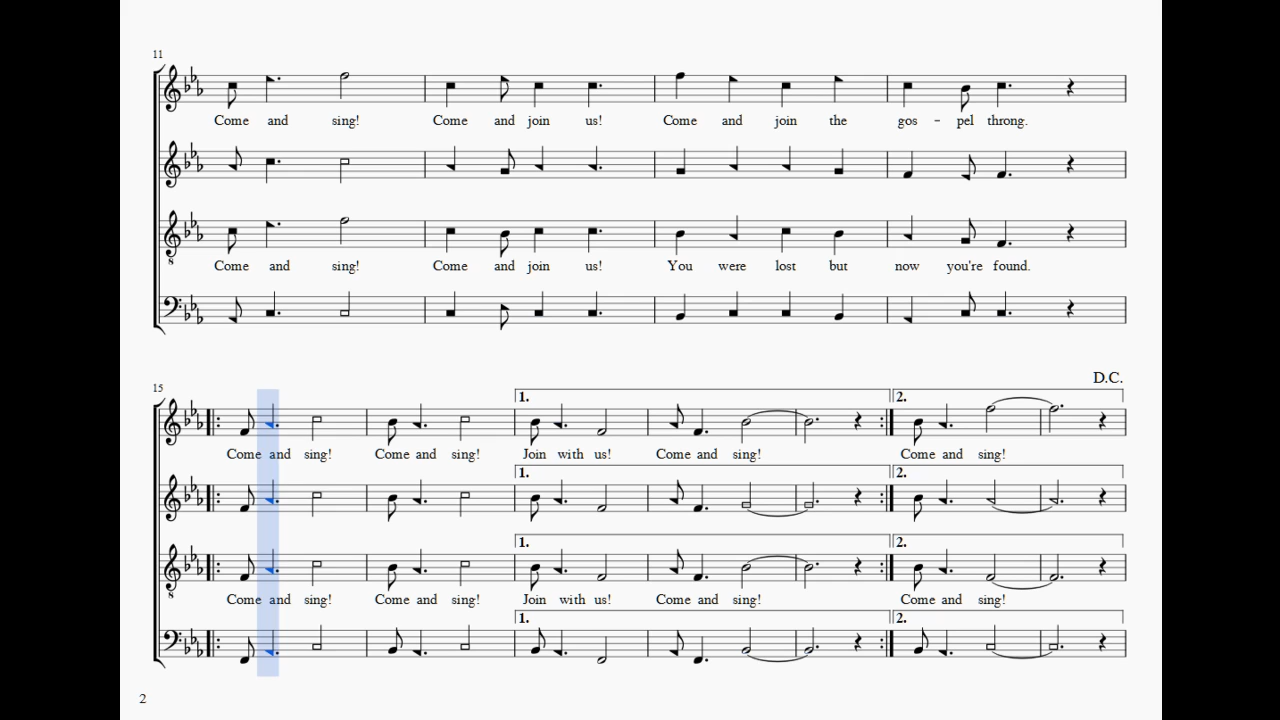 11
Come and sing! Come and join us! Come and join the gos - pel throng.
Come and sing! Come and join us! You were lost but now you're found.
D.C.
15
1. 2.
Come and sing! Come and sing! Join with us! Come and sing! Come and sing!
1. 2.
1. 2.
Come and sing! Come and sing! Join with us! Come and sing! Come and sing!
1. 2.
2